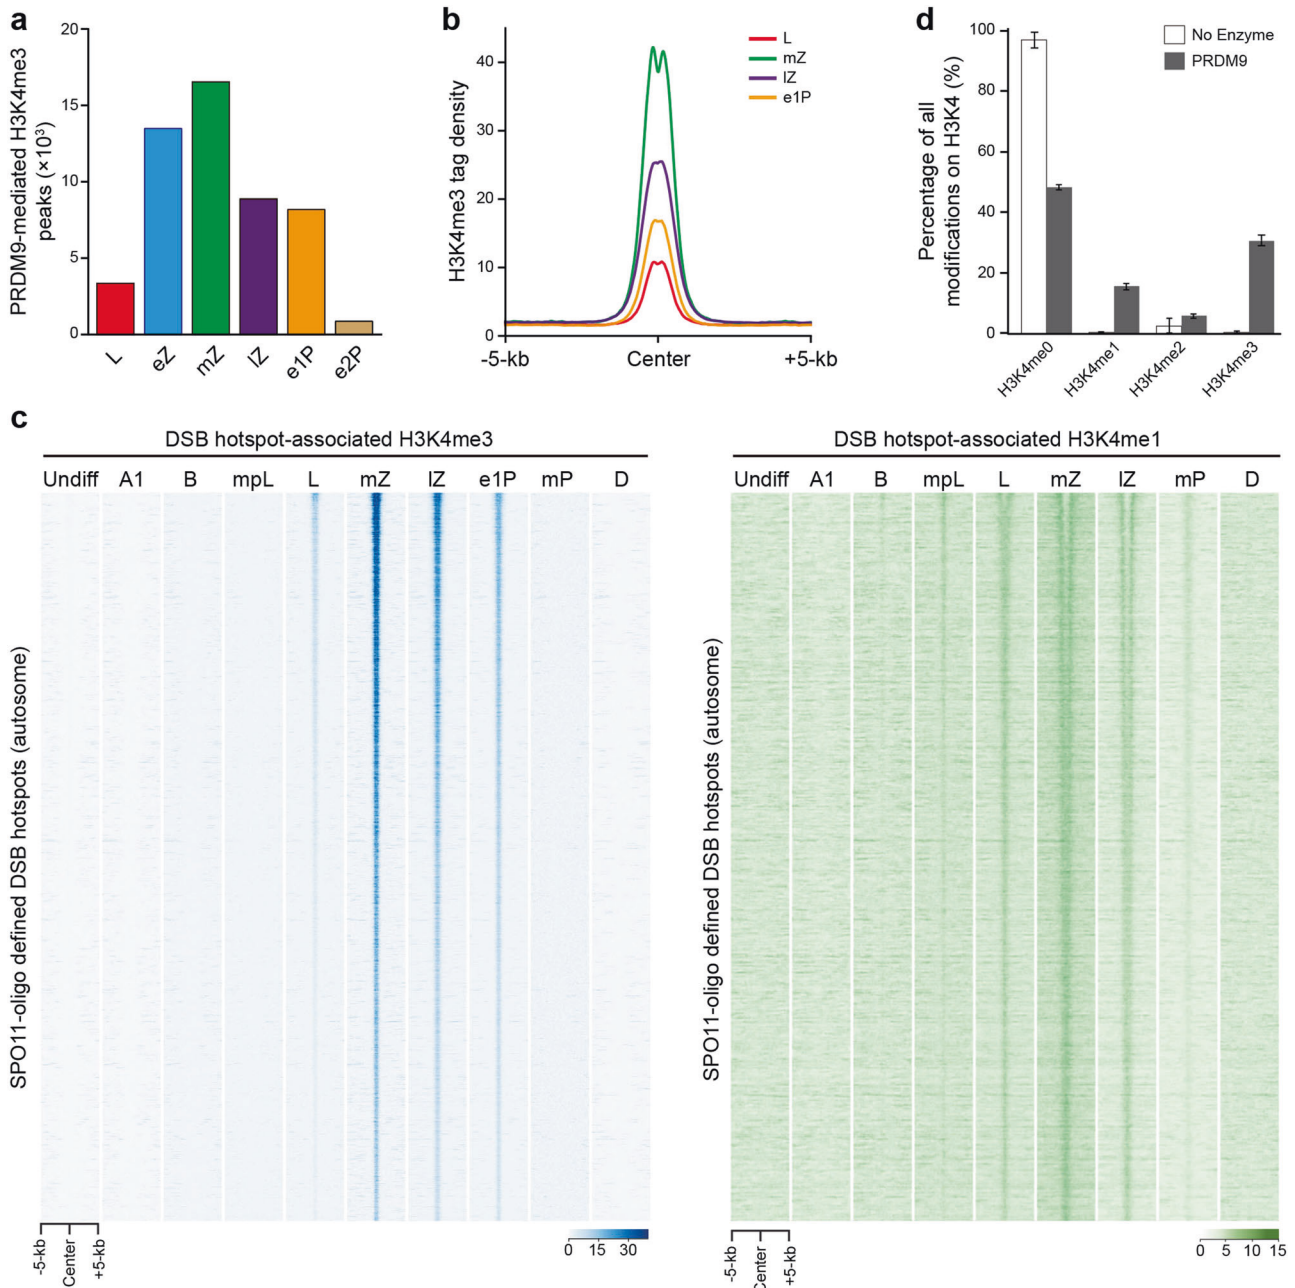 a
PRDM9-mediated H3K4me3
peaks (×10³)
20
15
10
5
0
L eZ mZ lZ e1P e2P
b
H3K4me3 tag density
40
30
20
10
0
-5-kb Center +5-kb
L
mZ
lZ
e1P
d
Percentage of all
modifications on H3K4 (%)
100
80
60
40
20
0
No Enzyme
PRDM9
H3K4me0 H3K4me1 H3K4me2 H3K4me3
c
DSB hotspot-associated H3K4me3
Undiff A1 B mpL L mZ lZ e1P mP D
SPO11-oligo defined DSB hotspots (autosome)
-5-kb Center +5-kb
0 15 30
DSB hotspot-associated H3K4me1
Undiff A1 B mpL L mZ lZ mP D
SPO11-oligo defined DSB hotspots (autosome)
-5-kb Center +5-kb
0 5 10 15